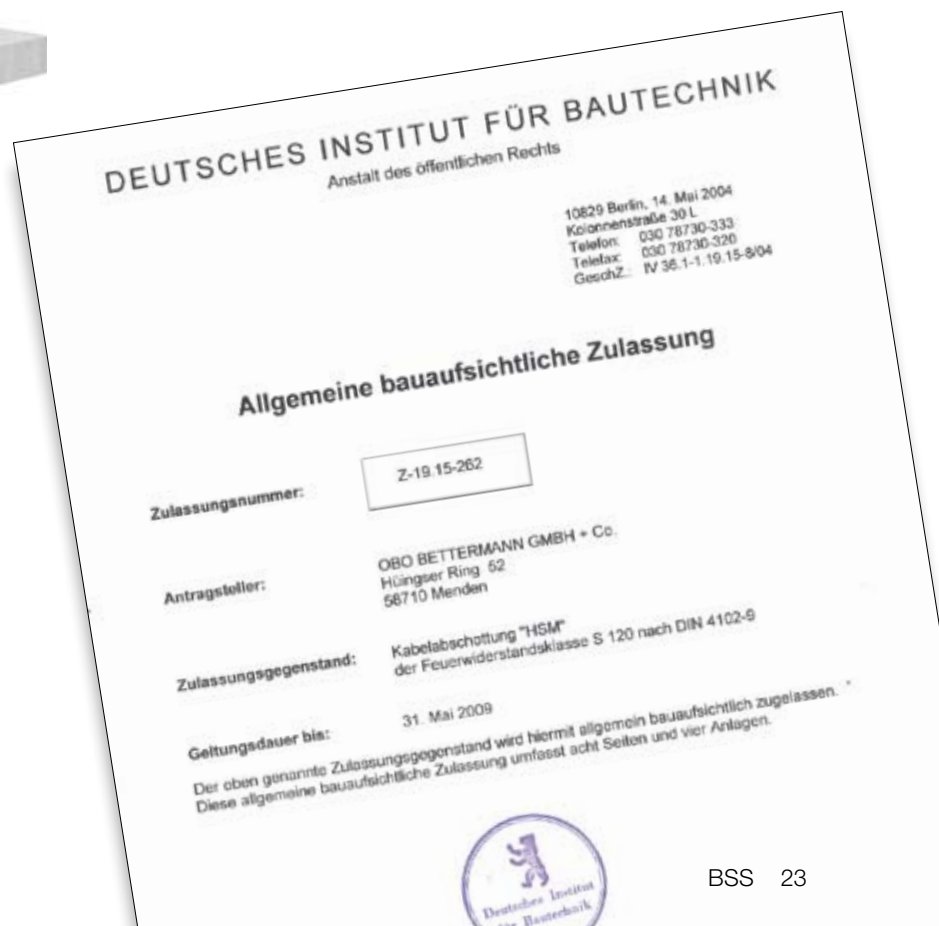 DEUTSCHES INSTITUT FÜR BAUTECHNIK
Anstalt des öffentlichen Rechts
10829 Berlin, 14. Mai 2004
Kolonnenstraße 30 L
Telefon: 030 78730-333
Telefax: 030 78730-320
GeschZ.: IV 36.1-1.19.15-8/04
Allgemeine bauaufsichtliche Zulassung
Zulassungsnummer: Z-19.15-262
Antragsteller: OBO BETTERMANN GMBH + Co.
Hüingser Ring 52
58710 Menden
Zulassungsgegenstand: Kabelabschottung "HSM"
der Feuerwiderstandsklasse S 120 nach DIN 4102-9
Geltungsdauer bis: 31. Mai 2009
Der oben genannte Zulassungsgegenstand wird hiermit allgemein bauaufsichtlich zugelassen.
Diese allgemeine bauaufsichtliche Zulassung umfasst acht Seiten und vier Anlagen.
Deutsches Institut
für Bautechnik
BSS 23